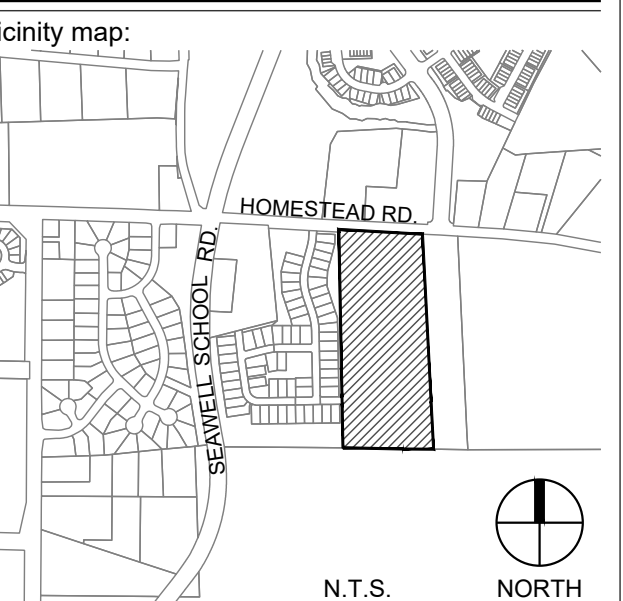 icinity map:
HOMESTEAD RD.
SEAWELL SCHOOL RD.
N.T.S.
NORTH